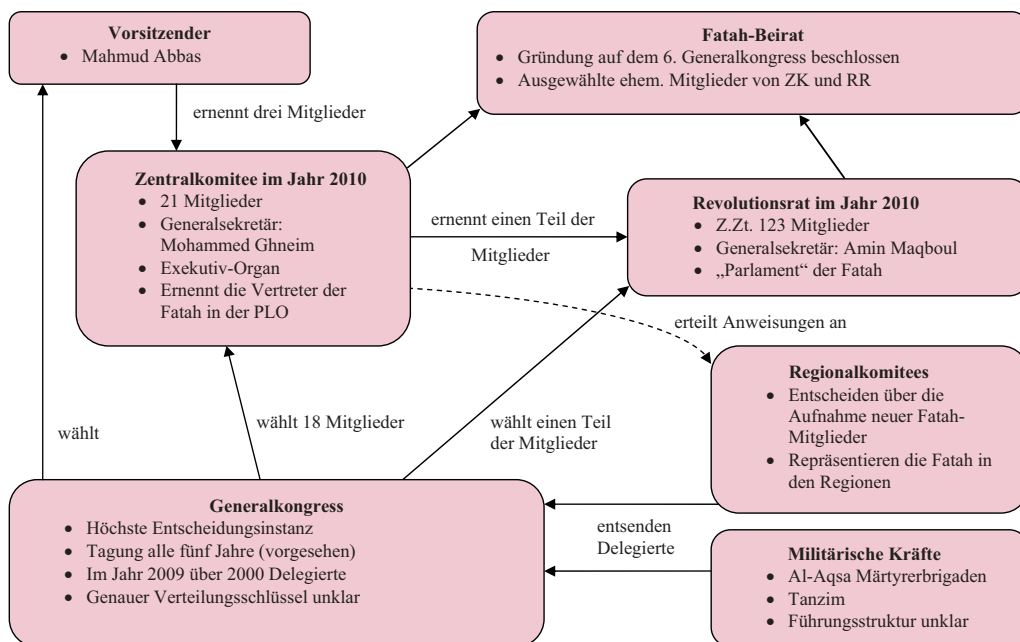 Vorsitzender
• Mahmud Abbas
Fatah-Beirat
• Gründung auf dem 6. Generalkongress beschlossen
• Ausgewählte ehem. Mitglieder von ZK und RR
ernennt drei Mitglieder
Zentralkomitee im Jahr 2010
• 21 Mitglieder
• Generalsekretär:
Mohammed Ghneim
• Exekutiv-Organ
• Ernennt die Vertreter der
Fatah in der PLO
ernennt einen Teil der
Mitglieder
Revolutionsrat im Jahr 2010
• Z.Zt. 123 Mitglieder
• Generalsekretär: Amin Maqboul
• „Parlament“ der Fatah
erteilt Anweisungen an
Regionalkomitees
• Entscheiden über die
Aufnahme neuer Fatah-
Mitglieder
• Repräsentieren die Fatah in
den Regionen
wählt
wählt 18 Mitglieder
wählt einen Teil
der Mitglieder
Generalkongress
• Höchste Entscheidungsinstanz
• Tagung alle fünf Jahre (vorgesehen)
• Im Jahr 2009 über 2000 Delegierte
• Genauer Verteilungsschlüssel unklar
entsenden
Delegierte
Militärische Kräfte
• Al-Aqsa Märtyrerbrigaden
• Tanzim
• Führungsstruktur unklar